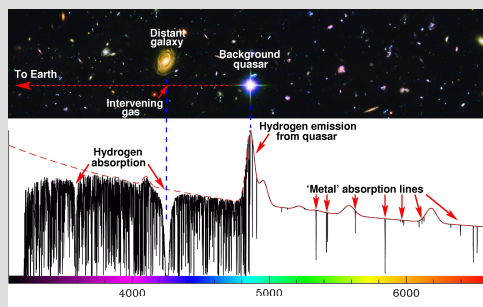 Distant
galaxy
Background
quasar
To Earth
Intervening
gas
Hydrogen emission
from quasar
Hydrogen
absorption
'Metal' absorption lines
4000
5000
6000